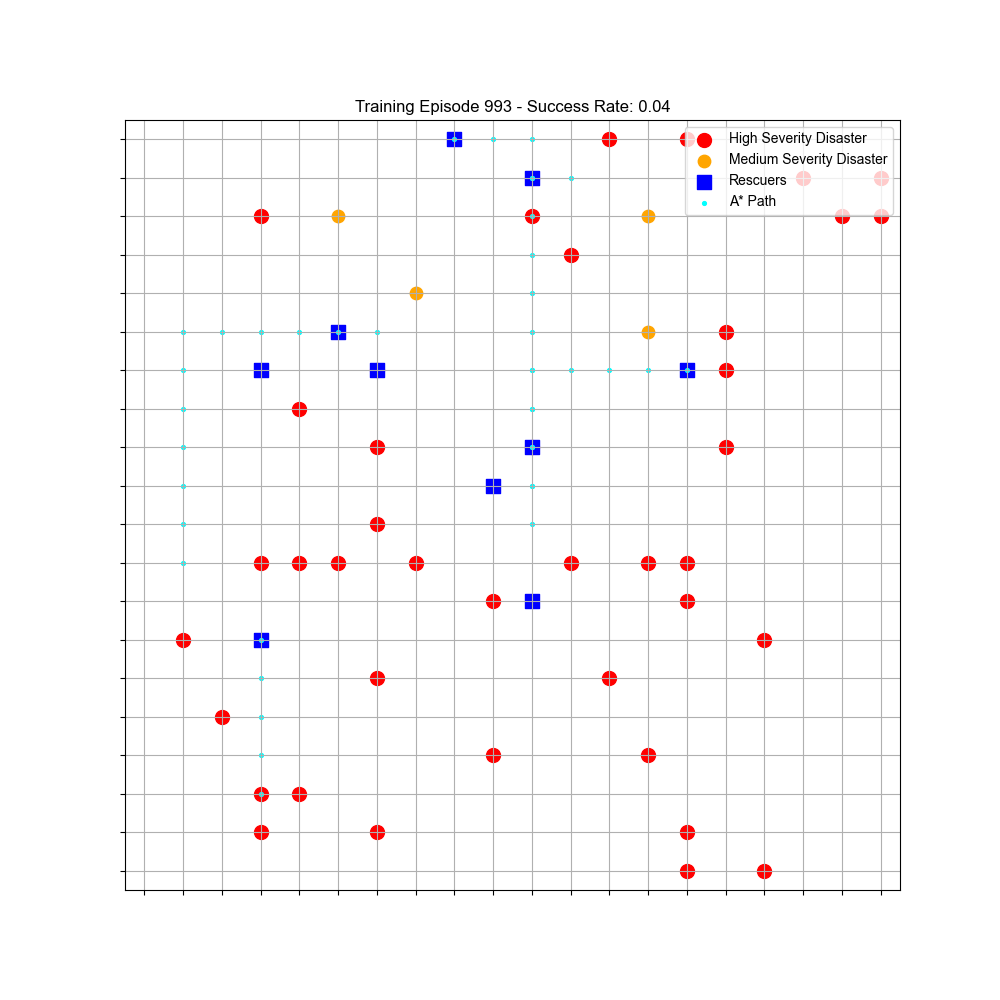 Training Episode 993 - Success Rate: 0.04
High Severity Disaster
Medium Severity Disaster
Rescuers
A* Path